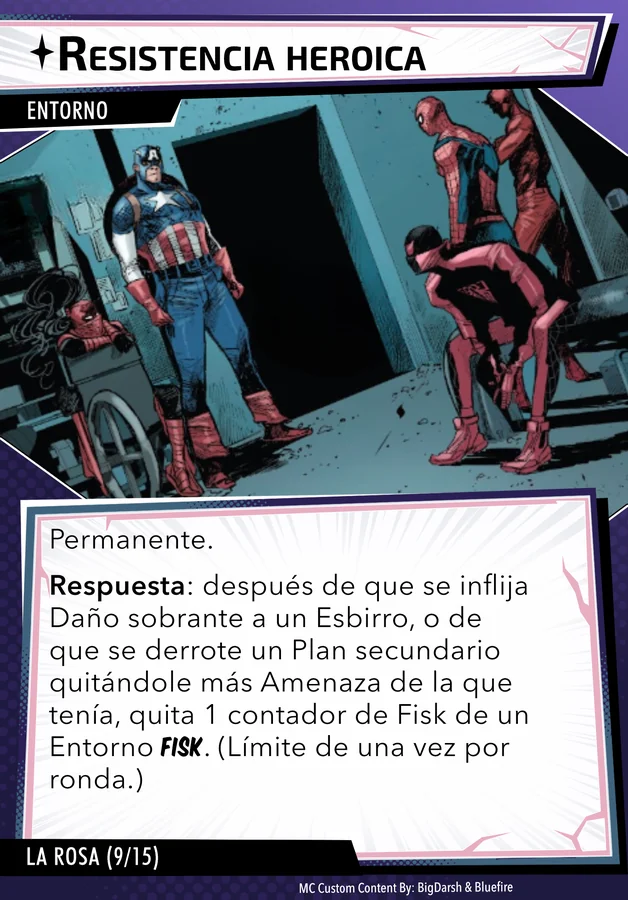 RESISTENCIA HEROICA
ENTORNO
Permanente.
Respuesta: después de que se inflija
Daño sobrante a un Esbirro, o de
que se derrote un Plan secundario
quitándole más Amenaza de la que
tenía, quita 1 contador de Fisk de un
Entorno FISK. (Límite de una vez por
ronda.)
LA ROSA (9/15)
MC Custom Content By: BigDarsh & Bluefire